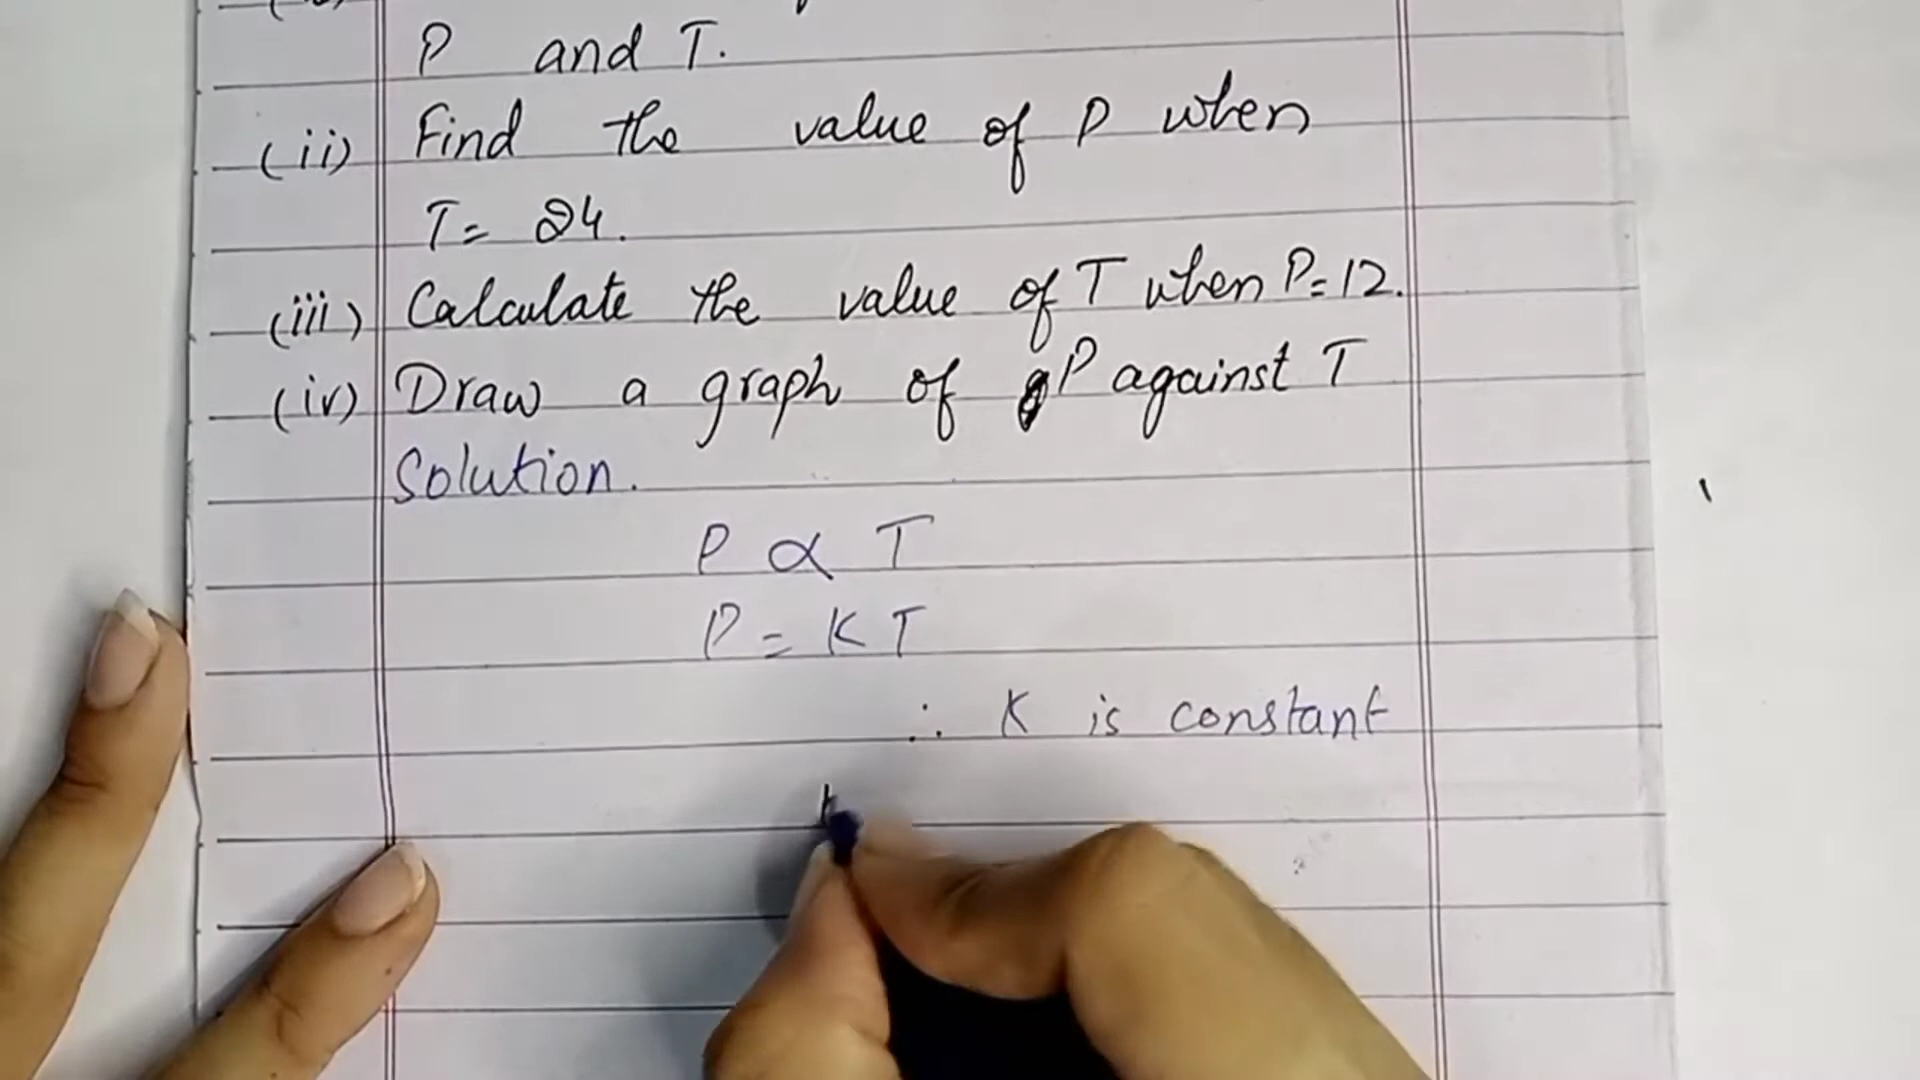 P and T.
(ii) Find the value of P when
T = 24.
(iii) Calculate the value of T when P = 12.
(iv) Draw a graph of P against T
Solution.
P ∝ T
P = K T
∴ K is constant